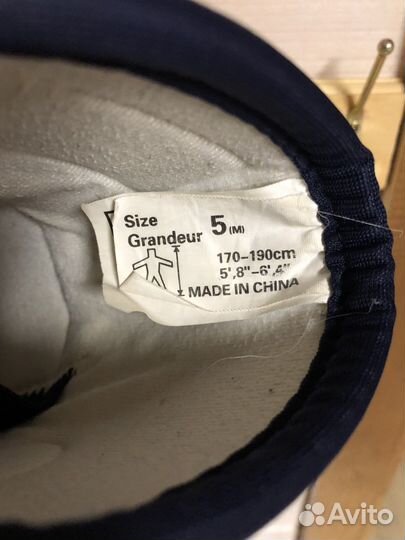 Size
Grandeur 5 (M)
170-190cm
5',8"-6',4"
MADE IN CHINA
Avito